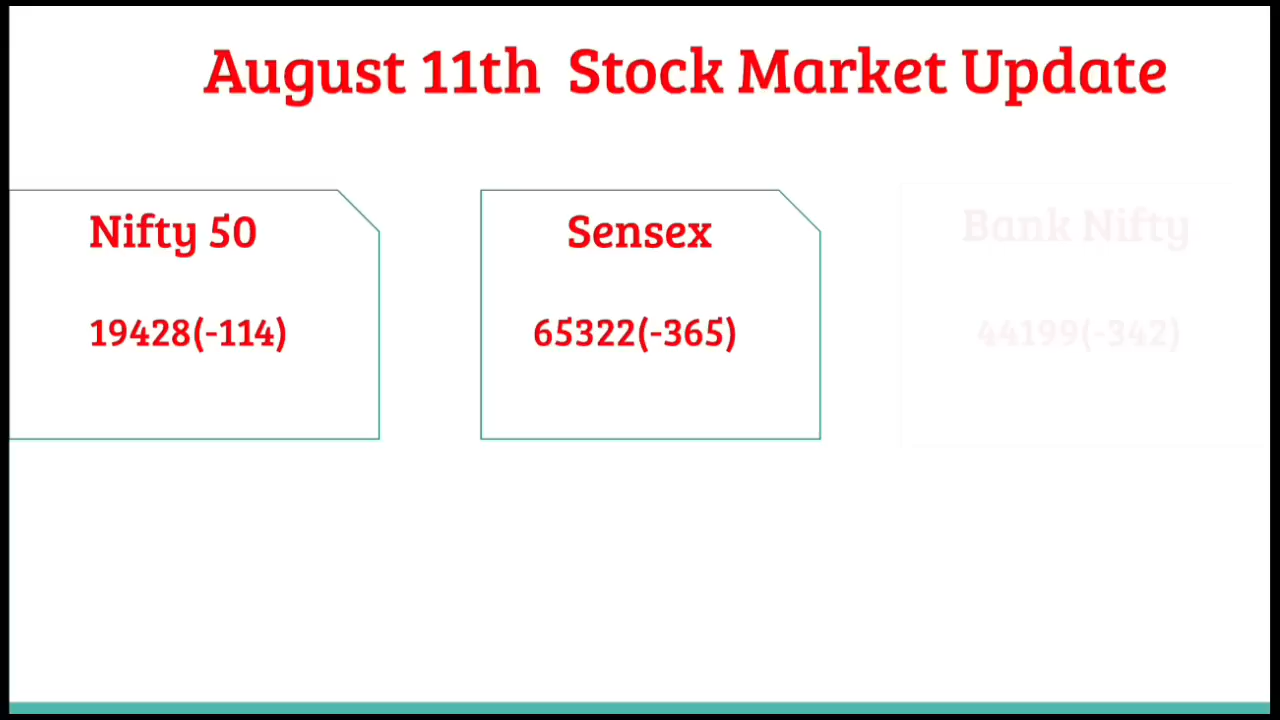 August 11th Stock Market Update
Nifty 50
19428(-114)
Sensex
65322(-365)
Bank Nifty
44199(-342)